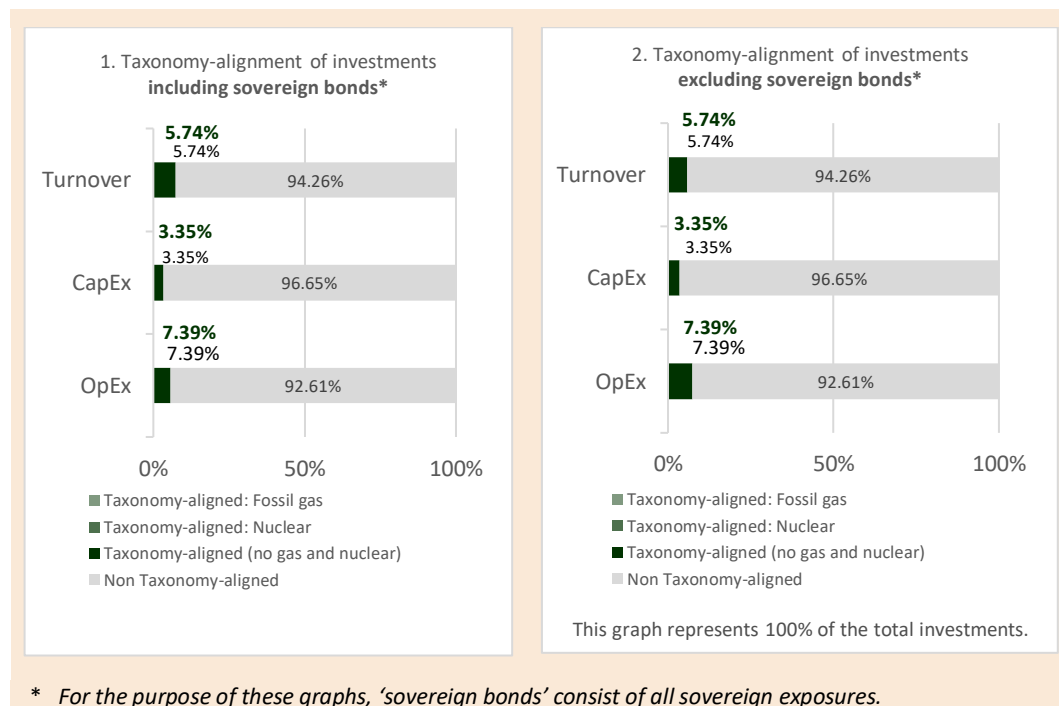 1. Taxonomy-alignment of investments
including sovereign bonds*
5.74%
5.74%
Turnover
94.26%
3.35%
3.35%
CapEx
96.65%
7.39%
7.39%
OpEx
92.61%
0%
50%
100%
Taxonomy-aligned: Fossil gas
Taxonomy-aligned: Nuclear
Taxonomy-aligned (no gas and nuclear)
Non Taxonomy-aligned
2. Taxonomy-alignment of investments
excluding sovereign bonds*
5.74%
5.74%
Turnover
94.26%
3.35%
3.35%
CapEx
96.65%
7.39%
7.39%
OpEx
92.61%
0%
50%
100%
Taxonomy-aligned: Fossil gas
Taxonomy-aligned: Nuclear
Taxonomy-aligned (no gas and nuclear)
Non Taxonomy-aligned
This graph represents 100% of the total investments.
* For the purpose of these graphs, ‘sovereign bonds’ consist of all sovereign exposures.